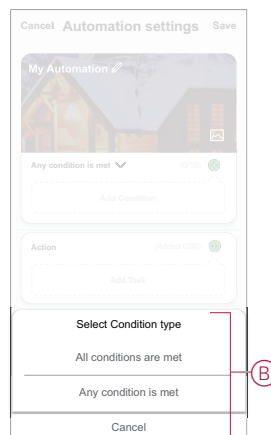 Cancel Automation settings Save
My Automation
Any condition is met
Add Condition
Action
Add Task
Select Condition type
All conditions are met
Any condition is met
B
Cancel